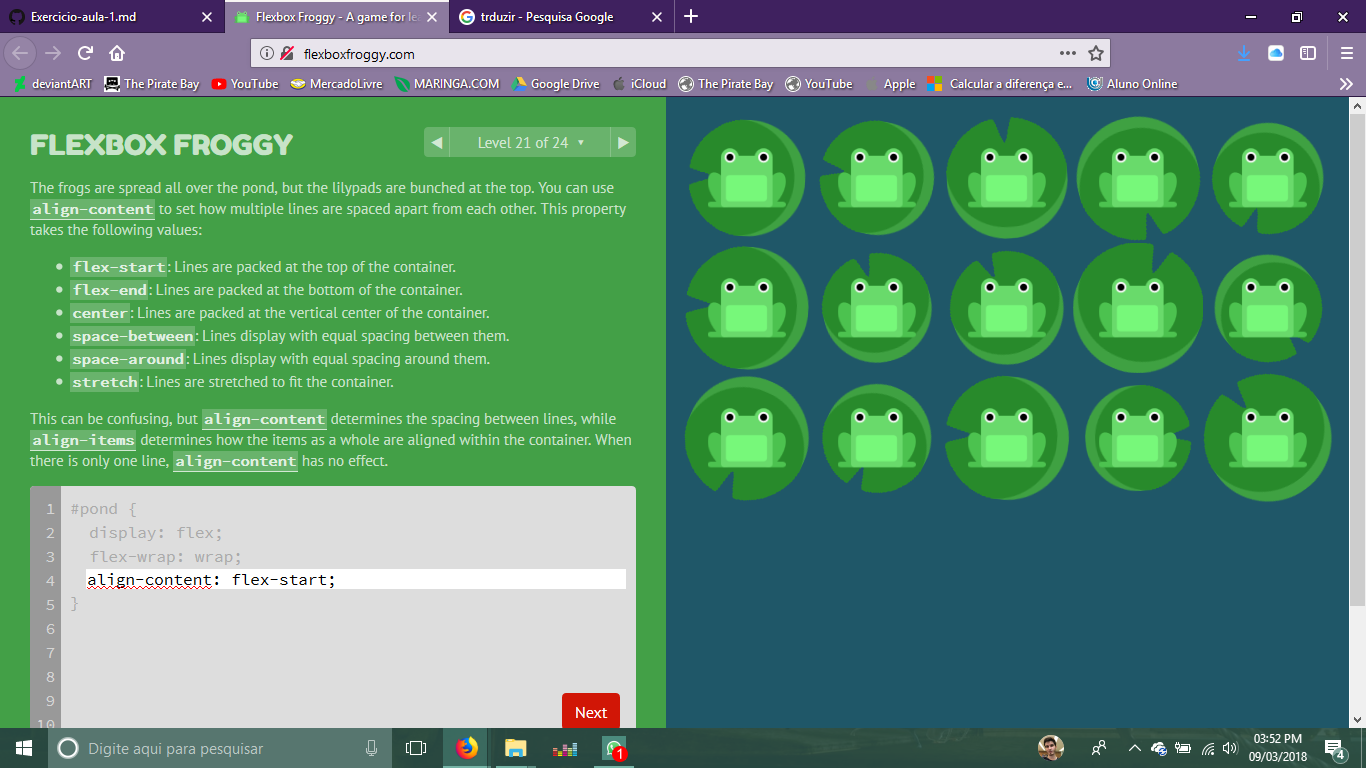 Exercicio-aula-1.md
Flexbox Froggy - A game for le
trduzir - Pesquisa Google
flexboxfroggy.com
deviantART The Pirate Bay YouTube MercadoLivre MARINGA.COM Google Drive iCloud The Pirate Bay YouTube Apple Calcular a diferença e... Aluno Online
FLEXBOX FROGGY
Level 21 of 24
The frogs are spread all over the pond, but the lilypads are bunched at the top. You can use
align-content to set how multiple lines are spaced apart from each other. This property
takes the following values:
flex-start: Lines are packed at the top of the container.
flex-end: Lines are packed at the bottom of the container.
center: Lines are packed at the vertical center of the container.
space-between: Lines display with equal spacing between them.
space-around: Lines display with equal spacing around them.
stretch: Lines are stretched to fit the container.
This can be confusing, but align-content determines the spacing between lines, while
align-items determines how the items as a whole are aligned within the container. When
there is only one line, align-content has no effect.
1 #pond {
2 display: flex;
3 flex-wrap: wrap;
4 align-content: flex-start;
5 }
6
7
8
9
10
Next
Digite aqui para pesquisar
1
03:52 PM
09/03/2018
4